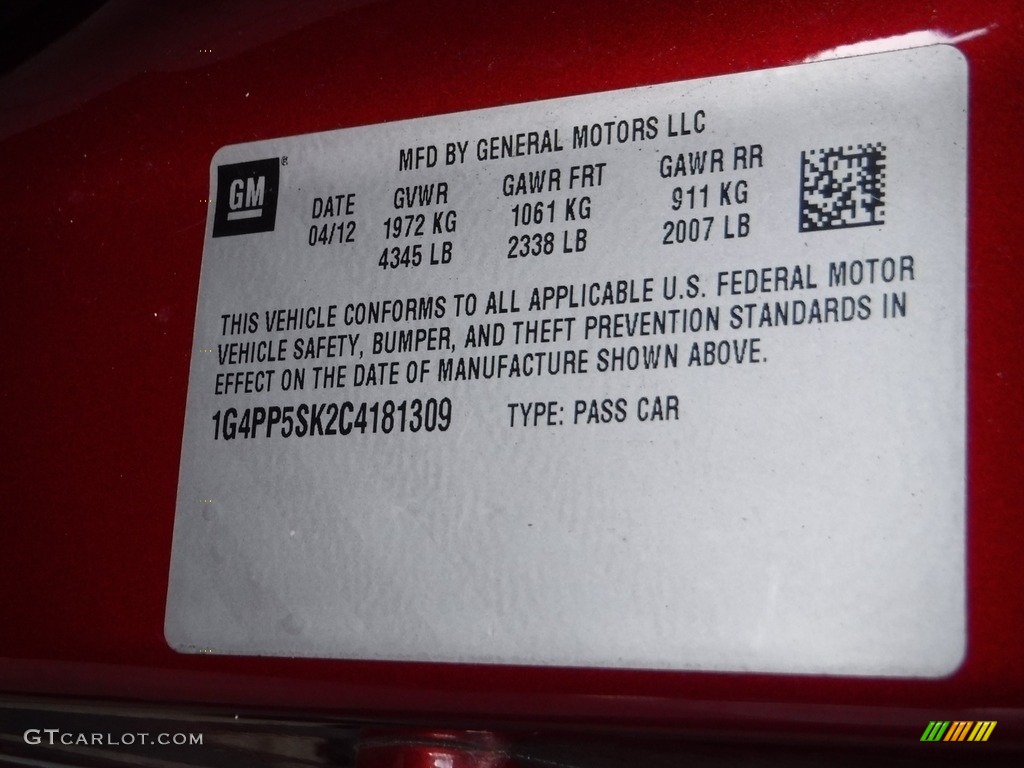 MFD BY GENERAL MOTORS LLC
GM®
DATE GVWR GAWR FRT GAWR RR
04/12 1972 KG 1061 KG 911 KG
4345 LB 2338 LB 2007 LB
THIS VEHICLE CONFORMS TO ALL APPLICABLE U.S. FEDERAL MOTOR
VEHICLE SAFETY, BUMPER, AND THEFT PREVENTION STANDARDS IN
EFFECT ON THE DATE OF MANUFACTURE SHOWN ABOVE.
1G4PP5SK2C4181309 TYPE: PASS CAR
GTCARLOT.COM